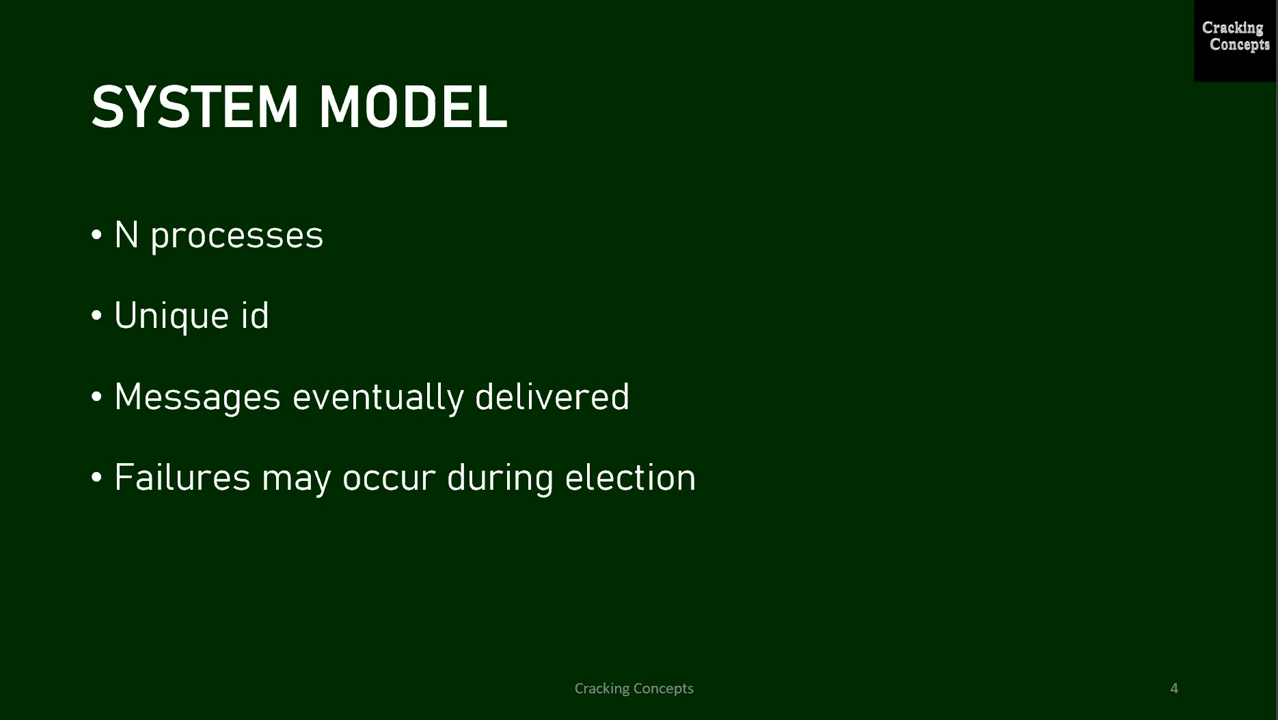 Cracking
Concepts
SYSTEM MODEL
• N processes
• Unique id
• Messages eventually delivered
• Failures may occur during election
Cracking Concepts
4